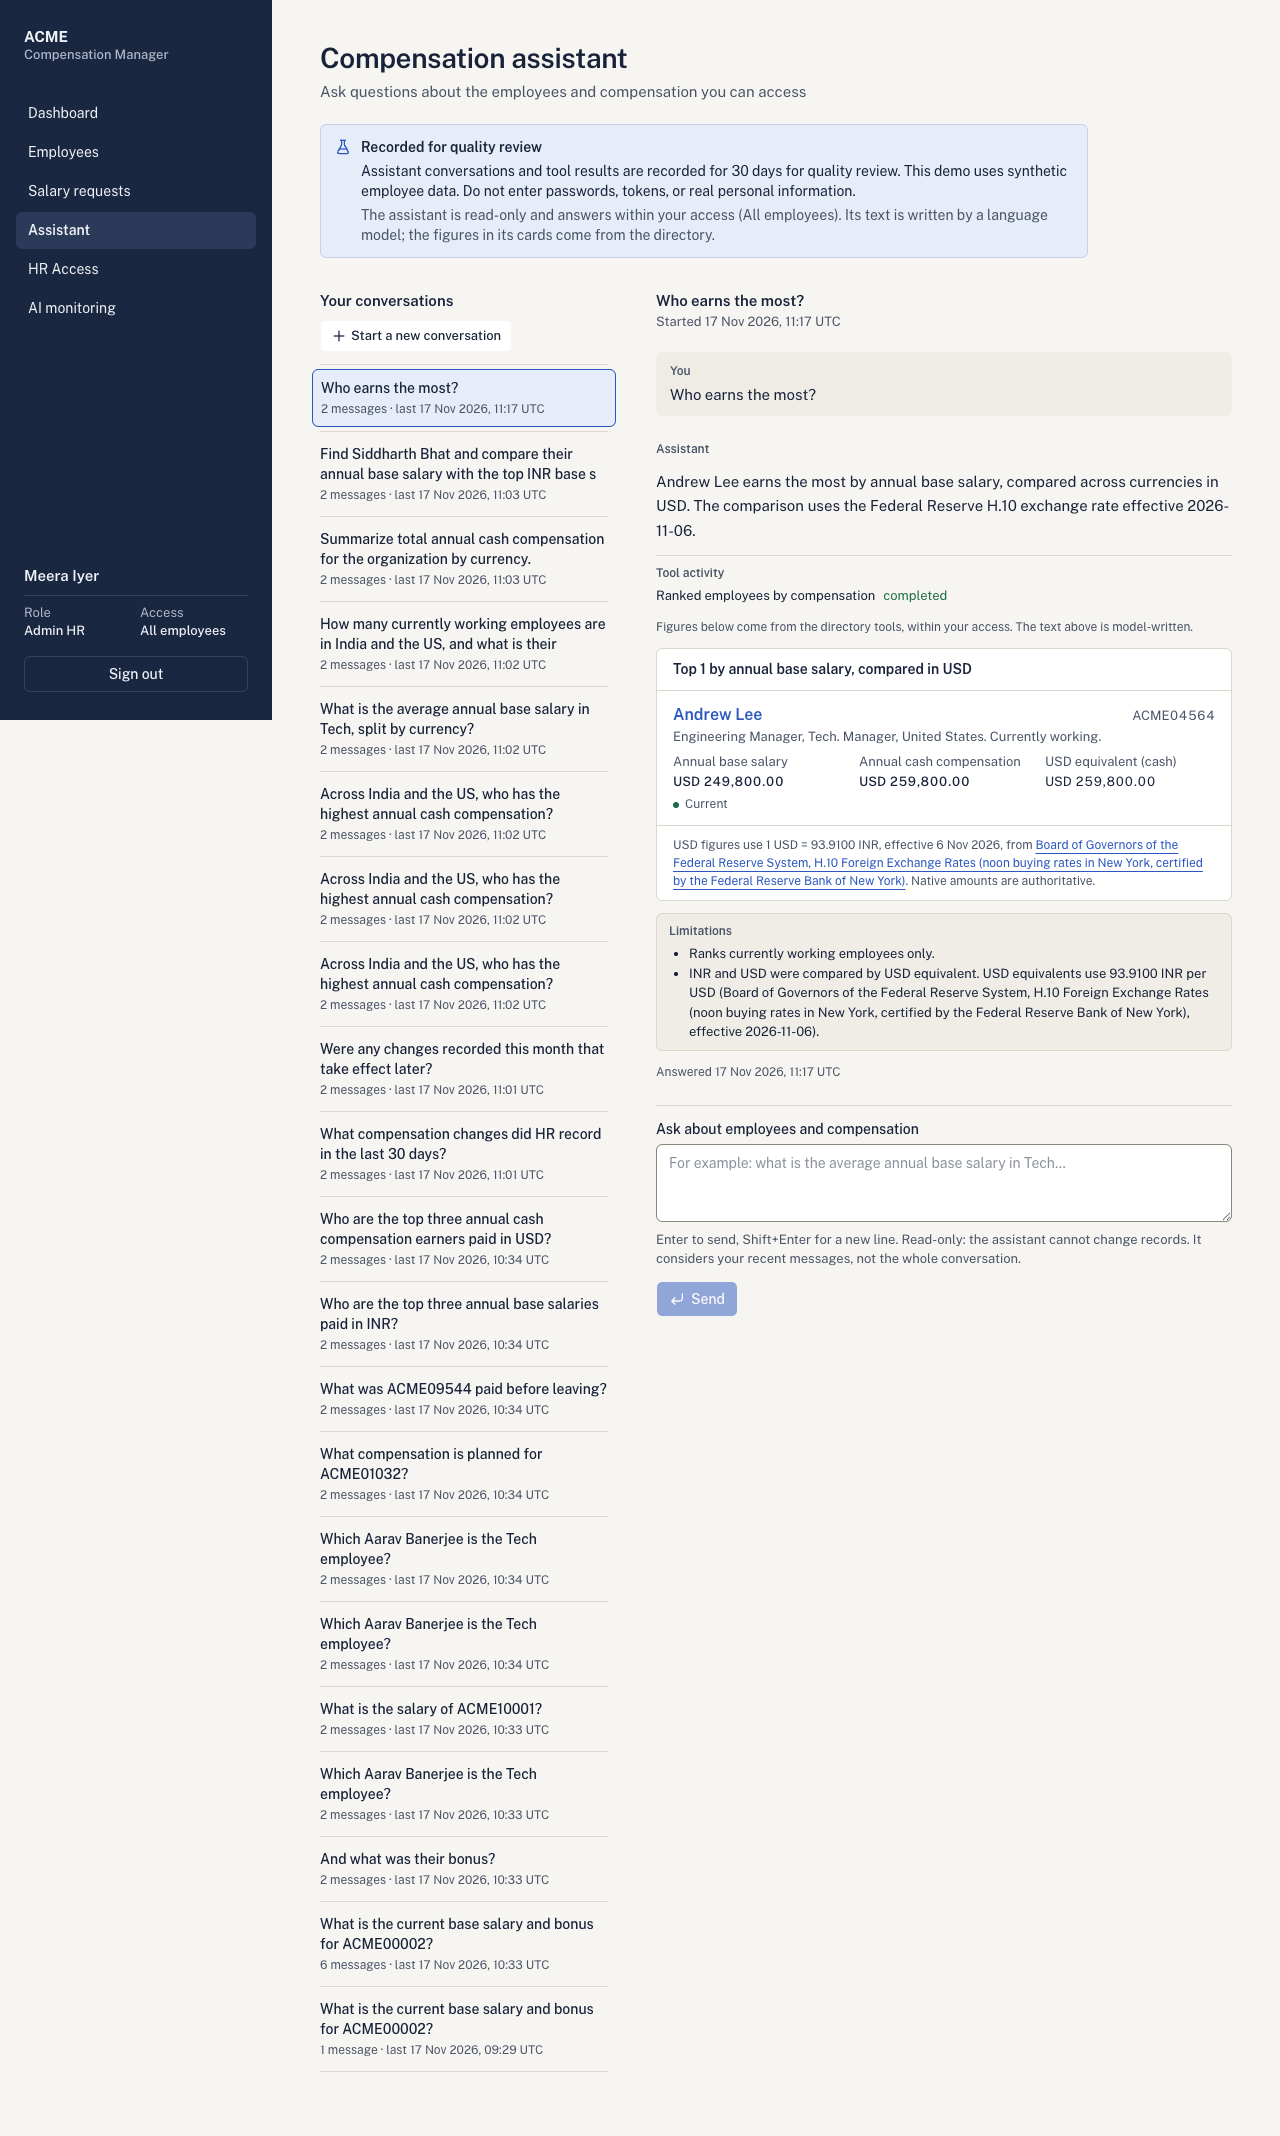 ACME
Compensation Manager
Dashboard
Employees
Salary requests
Assistant
HR Access
AI monitoring
Meera Iyer
Role
Admin HR
Access
All employees
Sign out
Compensation assistant
Ask questions about the employees and compensation you can access
Recorded for quality review
Assistant conversations and tool results are recorded for 30 days for quality review. This demo uses synthetic
employee data. Do not enter passwords, tokens, or real personal information.
The assistant is read-only and answers within your access (All employees). Its text is written by a language
model; the figures in its cards come from the directory.
Your conversations
Start a new conversation
Who earns the most?
2 messages · last 17 Nov 2026, 11:17 UTC
Find Siddharth Bhat and compare their
annual base salary with the top INR base s
2 messages · last 17 Nov 2026, 11:03 UTC
Summarize total annual cash compensation
for the organization by currency.
2 messages · last 17 Nov 2026, 11:03 UTC
How many currently working employees are
in India and the US, and what is their
2 messages · last 17 Nov 2026, 11:02 UTC
What is the average annual base salary in
Tech, split by currency?
2 messages · last 17 Nov 2026, 11:02 UTC
Across India and the US, who has the
highest annual cash compensation?
2 messages · last 17 Nov 2026, 11:02 UTC
Across India and the US, who has the
highest annual cash compensation?
2 messages · last 17 Nov 2026, 11:02 UTC
Across India and the US, who has the
highest annual cash compensation?
2 messages · last 17 Nov 2026, 11:02 UTC
Were any changes recorded this month that
take effect later?
2 messages · last 17 Nov 2026, 11:01 UTC
What compensation changes did HR record
in the last 30 days?
2 messages · last 17 Nov 2026, 11:01 UTC
Who are the top three annual cash
compensation earners paid in USD?
2 messages · last 17 Nov 2026, 10:34 UTC
Who are the top three annual base salaries
paid in INR?
2 messages · last 17 Nov 2026, 10:34 UTC
What was ACME09544 paid before leaving?
2 messages · last 17 Nov 2026, 10:34 UTC
What compensation is planned for
ACME01032?
2 messages · last 17 Nov 2026, 10:34 UTC
Which Aarav Banerjee is the Tech
employee?
2 messages · last 17 Nov 2026, 10:34 UTC
Which Aarav Banerjee is the Tech
employee?
2 messages · last 17 Nov 2026, 10:34 UTC
What is the salary of ACME10001?
2 messages · last 17 Nov 2026, 10:33 UTC
Which Aarav Banerjee is the Tech
employee?
2 messages · last 17 Nov 2026, 10:33 UTC
And what was their bonus?
2 messages · last 17 Nov 2026, 10:33 UTC
What is the current base salary and bonus
for ACME00002?
6 messages · last 17 Nov 2026, 10:33 UTC
What is the current base salary and bonus
for ACME00002?
1 message · last 17 Nov 2026, 09:29 UTC
Who earns the most?
Started 17 Nov 2026, 11:17 UTC
You
Who earns the most?
Assistant
Andrew Lee earns the most by annual base salary, compared across currencies in
USD. The comparison uses the Federal Reserve H.10 exchange rate effective 2026-
11-06.
Tool activity
Ranked employees by compensation completed
Figures below come from the directory tools, within your access. The text above is model-written.
Top 1 by annual base salary, compared in USD
Andrew Lee ACME04564
Engineering Manager, Tech. Manager, United States. Currently working.
Annual base salary Annual cash compensation USD equivalent (cash)
USD 249,800.00 USD 259,800.00 USD 259,800.00
Current
USD figures use 1 USD = 93.9100 INR, effective 6 Nov 2026, from Board of Governors of the
Federal Reserve System, H.10 Foreign Exchange Rates (noon buying rates in New York, certified
by the Federal Reserve Bank of New York). Native amounts are authoritative.
Limitations
• Ranks currently working employees only.
• INR and USD were compared by USD equivalent. USD equivalents use 93.9100 INR per
USD (Board of Governors of the Federal Reserve System, H.10 Foreign Exchange Rates
(noon buying rates in New York, certified by the Federal Reserve Bank of New York),
effective 2026-11-06).
Answered 17 Nov 2026, 11:17 UTC
Ask about employees and compensation
For example: what is the average annual base salary in Tech...
Enter to send, Shift+Enter for a new line. Read-only: the assistant cannot change records. It
considers your recent messages, not the whole conversation.
Send